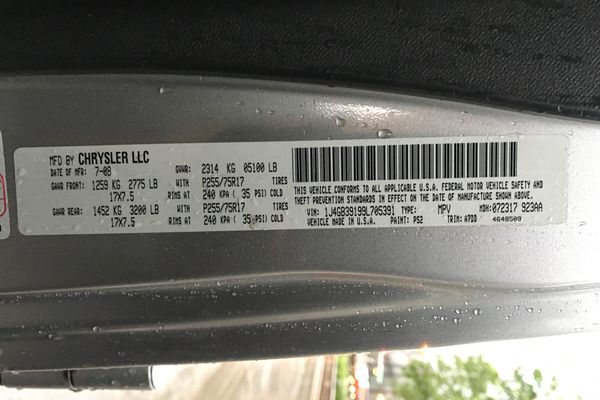 MFD BY CHRYSLER LLC
DATE OF MFR: 7-08 GVWR: 2314 KG 05100 LB
GAWR FRONT: 1259 KG 2775 LB WITH P255/75R17 TIRES
17X7.5 RIMS AT 240 KPA ( 35 PSI) COLD
GAWR REAR: 1452 KG 3200 LB WITH P255/75R17 TIRES
17X7.5 RIMS AT 240 KPA ( 35 PSI) COLD
THIS VEHICLE CONFORMS TO ALL APPLICABLE U.S.A. FEDERAL MOTOR VEHICLE SAFETY AND
THEFT PREVENTION STANDARDS IN EFFECT ON THE DATE OF MANUFACTURE SHOWN ABOVE
VIN: 1J4GB39199L705391 TYPE: MPV MDH: 072317 923AA
VEHICLE MADE IN U.S.A. PAINT: PS2 TRIM: A7DD 4648509